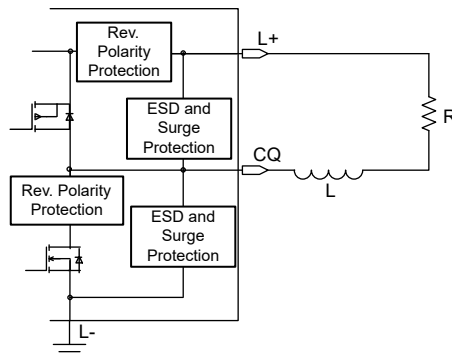 Rev.
Polarity
Protection
L+
ESD and
Surge
Protection
R
CQ
L
Rev. Polarity
Protection
ESD and
Surge
Protection
L-